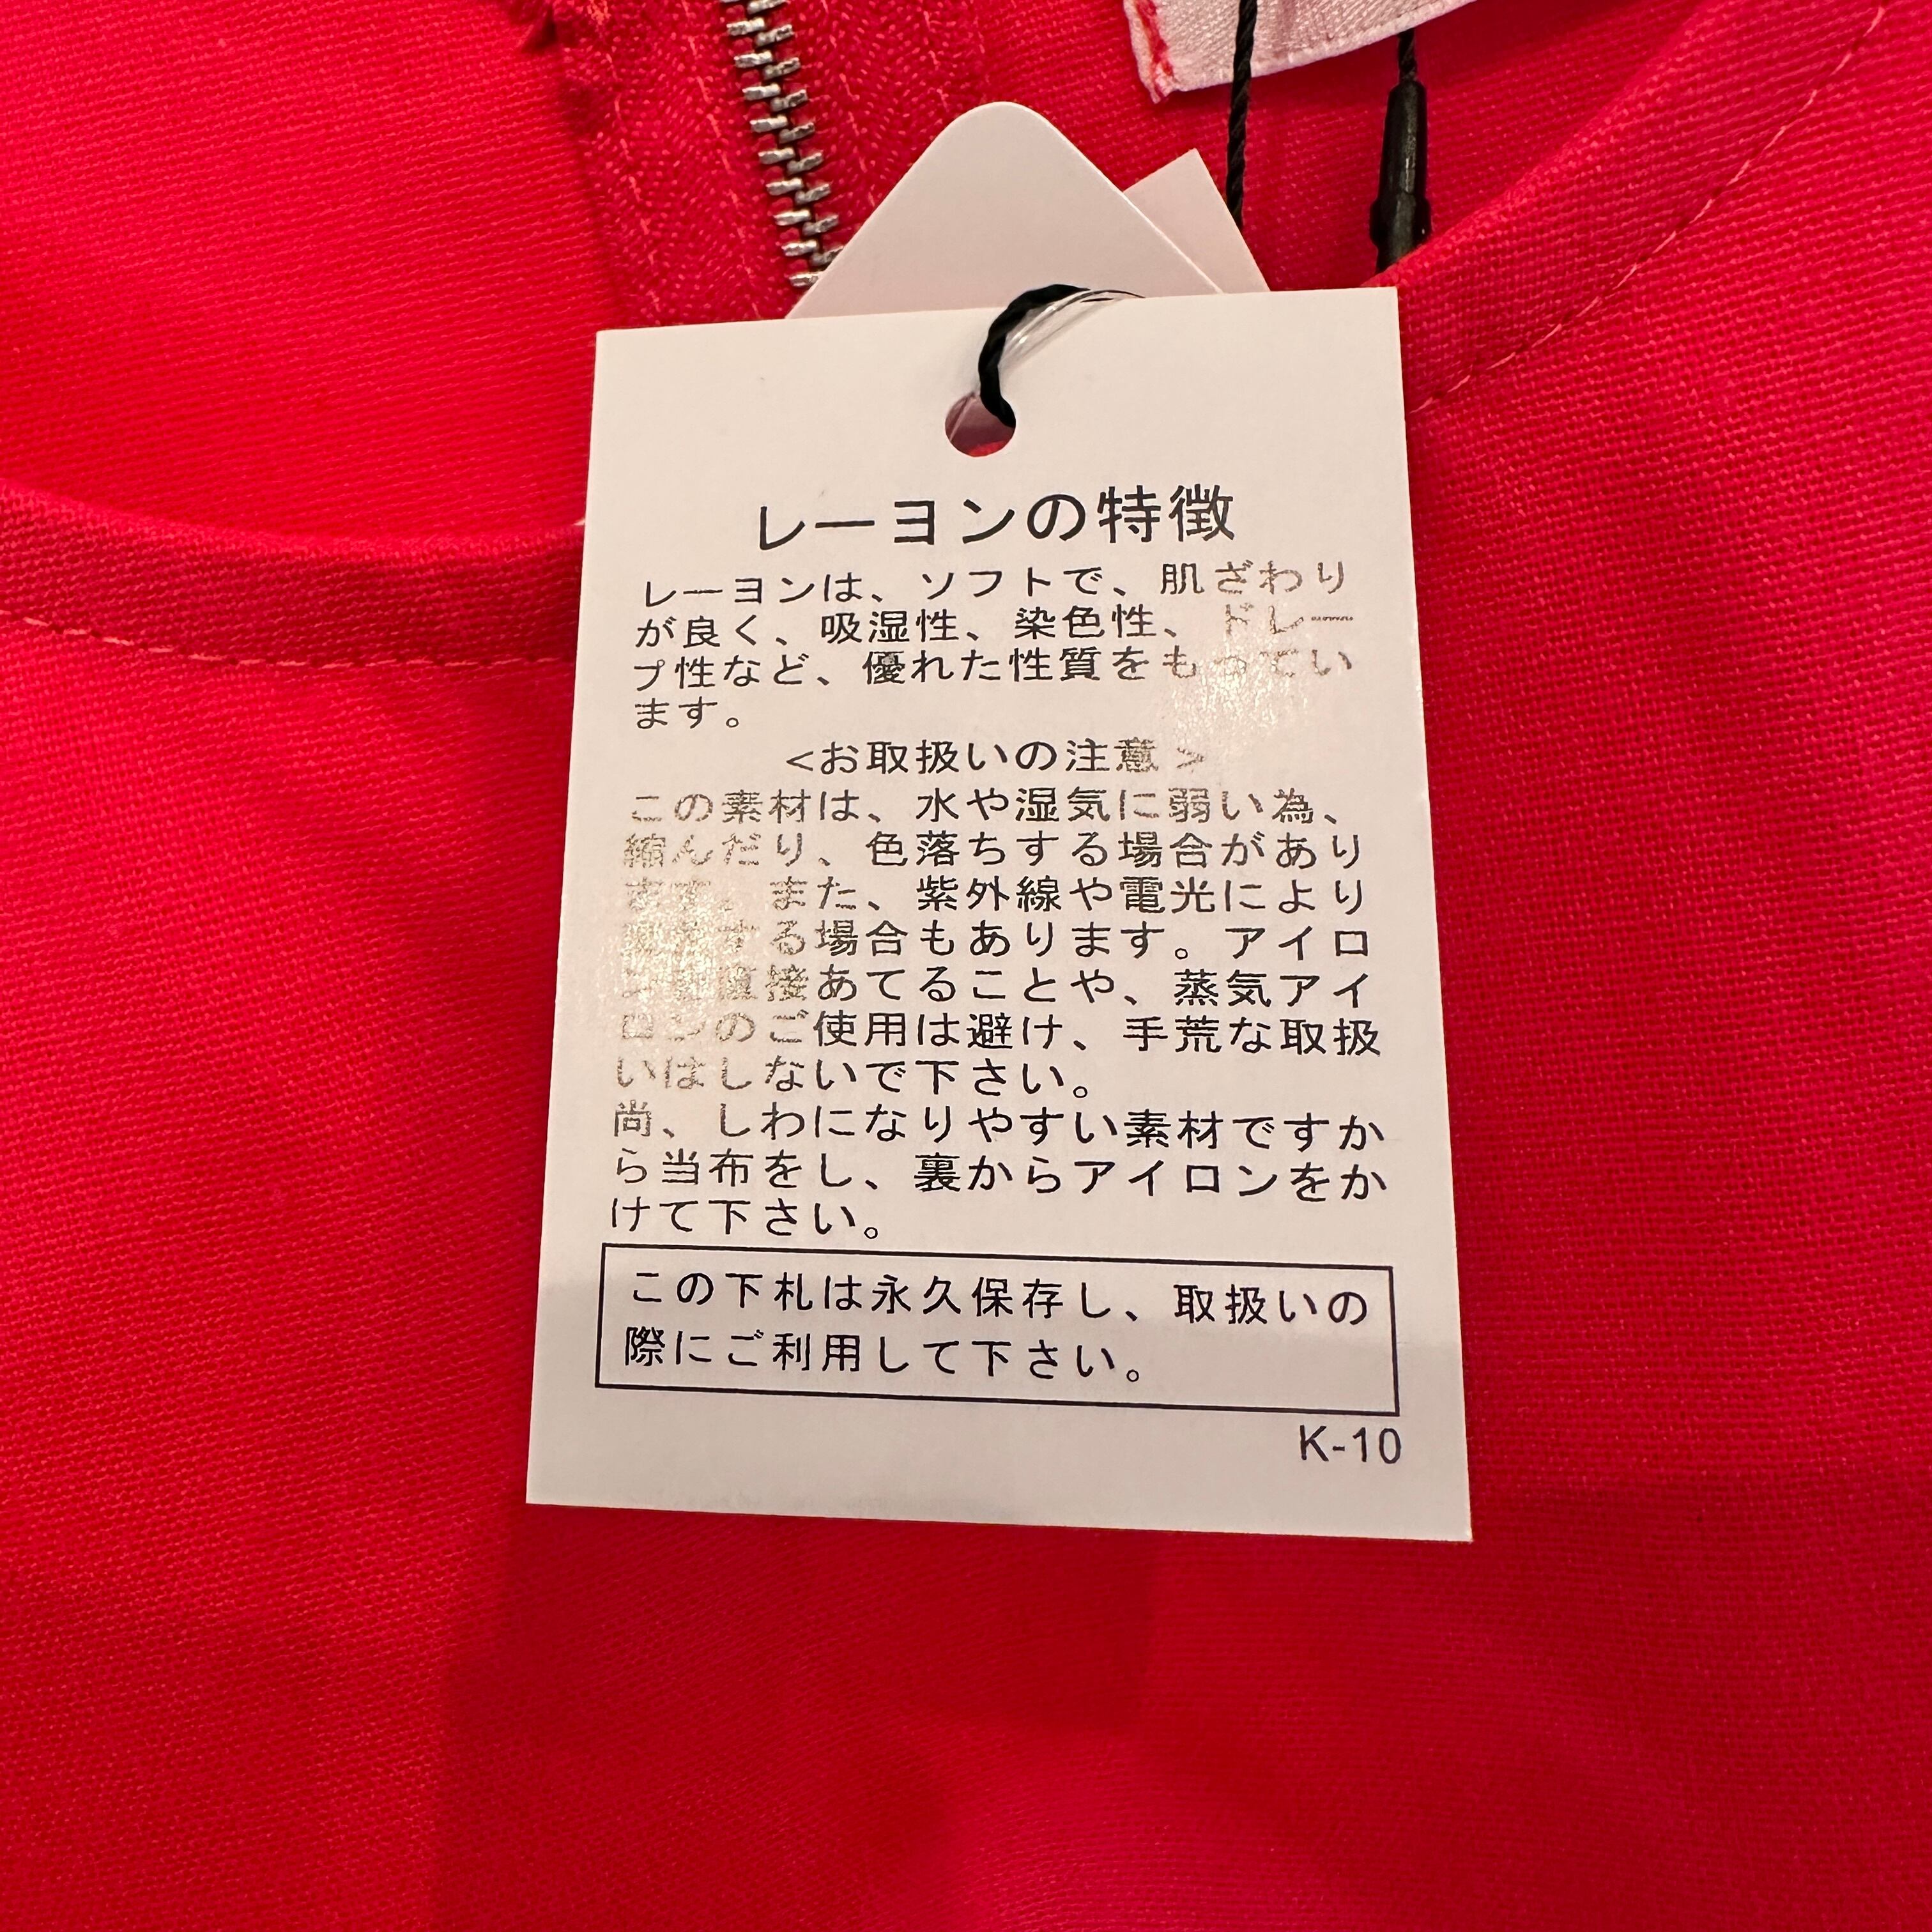 レーヨンの特徴
レーヨンは、ソフトで、肌ざわり
が良く、吸湿性、染色性、ドレー
プ性など、優れた性質をもってい
ます。
<お取扱いの注意>
この素材は、水や湿気に弱い為、
縮んだり、色落ちする場合があり
ます。また、紫外線や電光により
する場合もあります。アイロ
ンを直接あてることや、蒸気アイ
ロンのご使用は避け、手荒な取扱
いはしないで下さい。
尚、しわになりやすい素材ですか
ら当布をし、裏からアイロンをか
けて下さい。
この下札は永久保存し、取扱いの
際にご利用して下さい。
K-10